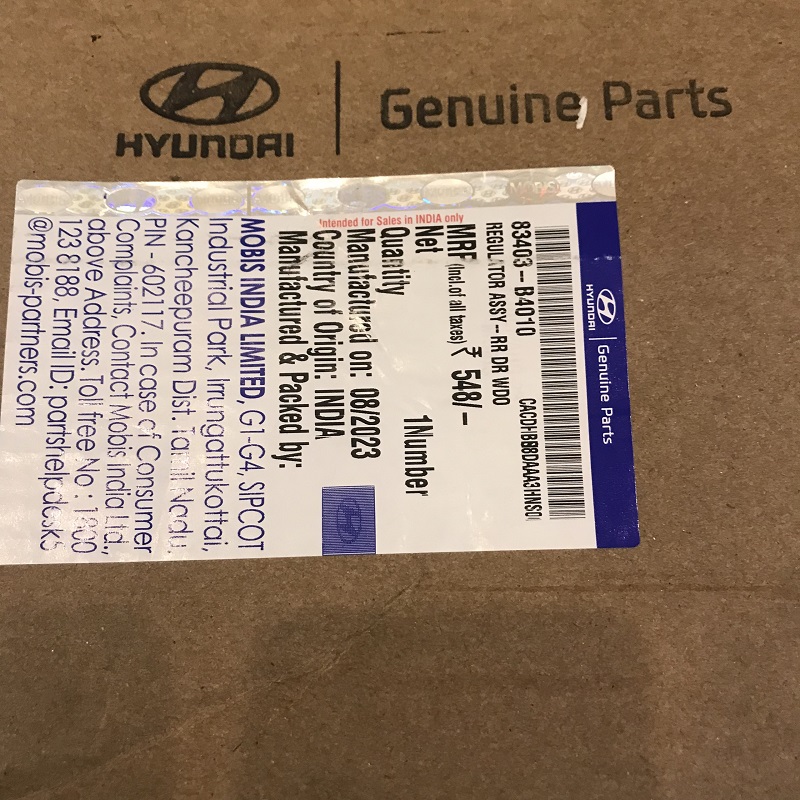 HYUNDAI
Genuine Parts
HYUNDAI | Genuine Parts
83403-B4010
REGULATOR ASSY-RR DR WDO
Intended for Sales in INDIA only
MRP (Incl.of all taxes) ₹ 548/-
Net
Quantity 1Number
Manufactured on: 08/2023
Country of Origin: INDIA
Manufactured & Packed by:
MOBIS INDIA LIMITED, G1-G4, SIPCOT
Industrial Park, Irrungattukottai,
Kancheepuram Dist. Tamil Nadu,
PIN - 602117. In case of Consumer
Complaints, Contact Mobis India Ltd.,
above Address. Toll free No : 1800
123 8188, Email ID: partshelpdesk5
@mobis-partners.com